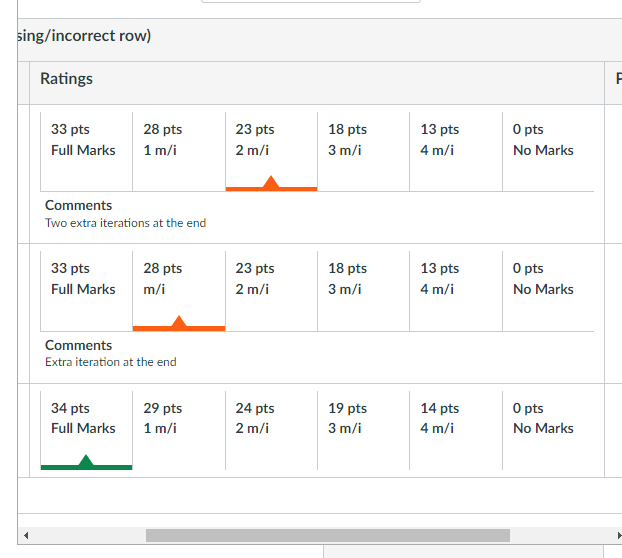 sing/incorrect row)
Ratings
33 pts 28 pts 23 pts 18 pts 13 pts 0 pts
Full Marks 1 m/i 2 m/i 3 m/i 4 m/i No Marks
Comments
Two extra iterations at the end
33 pts 28 pts 23 pts 18 pts 13 pts 0 pts
Full Marks m/i 2 m/i 3 m/i 4 m/i No Marks
Comments
Extra iteration at the end
34 pts 29 pts 24 pts 19 pts 14 pts 0 pts
Full Marks 1 m/i 2 m/i 3 m/i 4 m/i No Marks